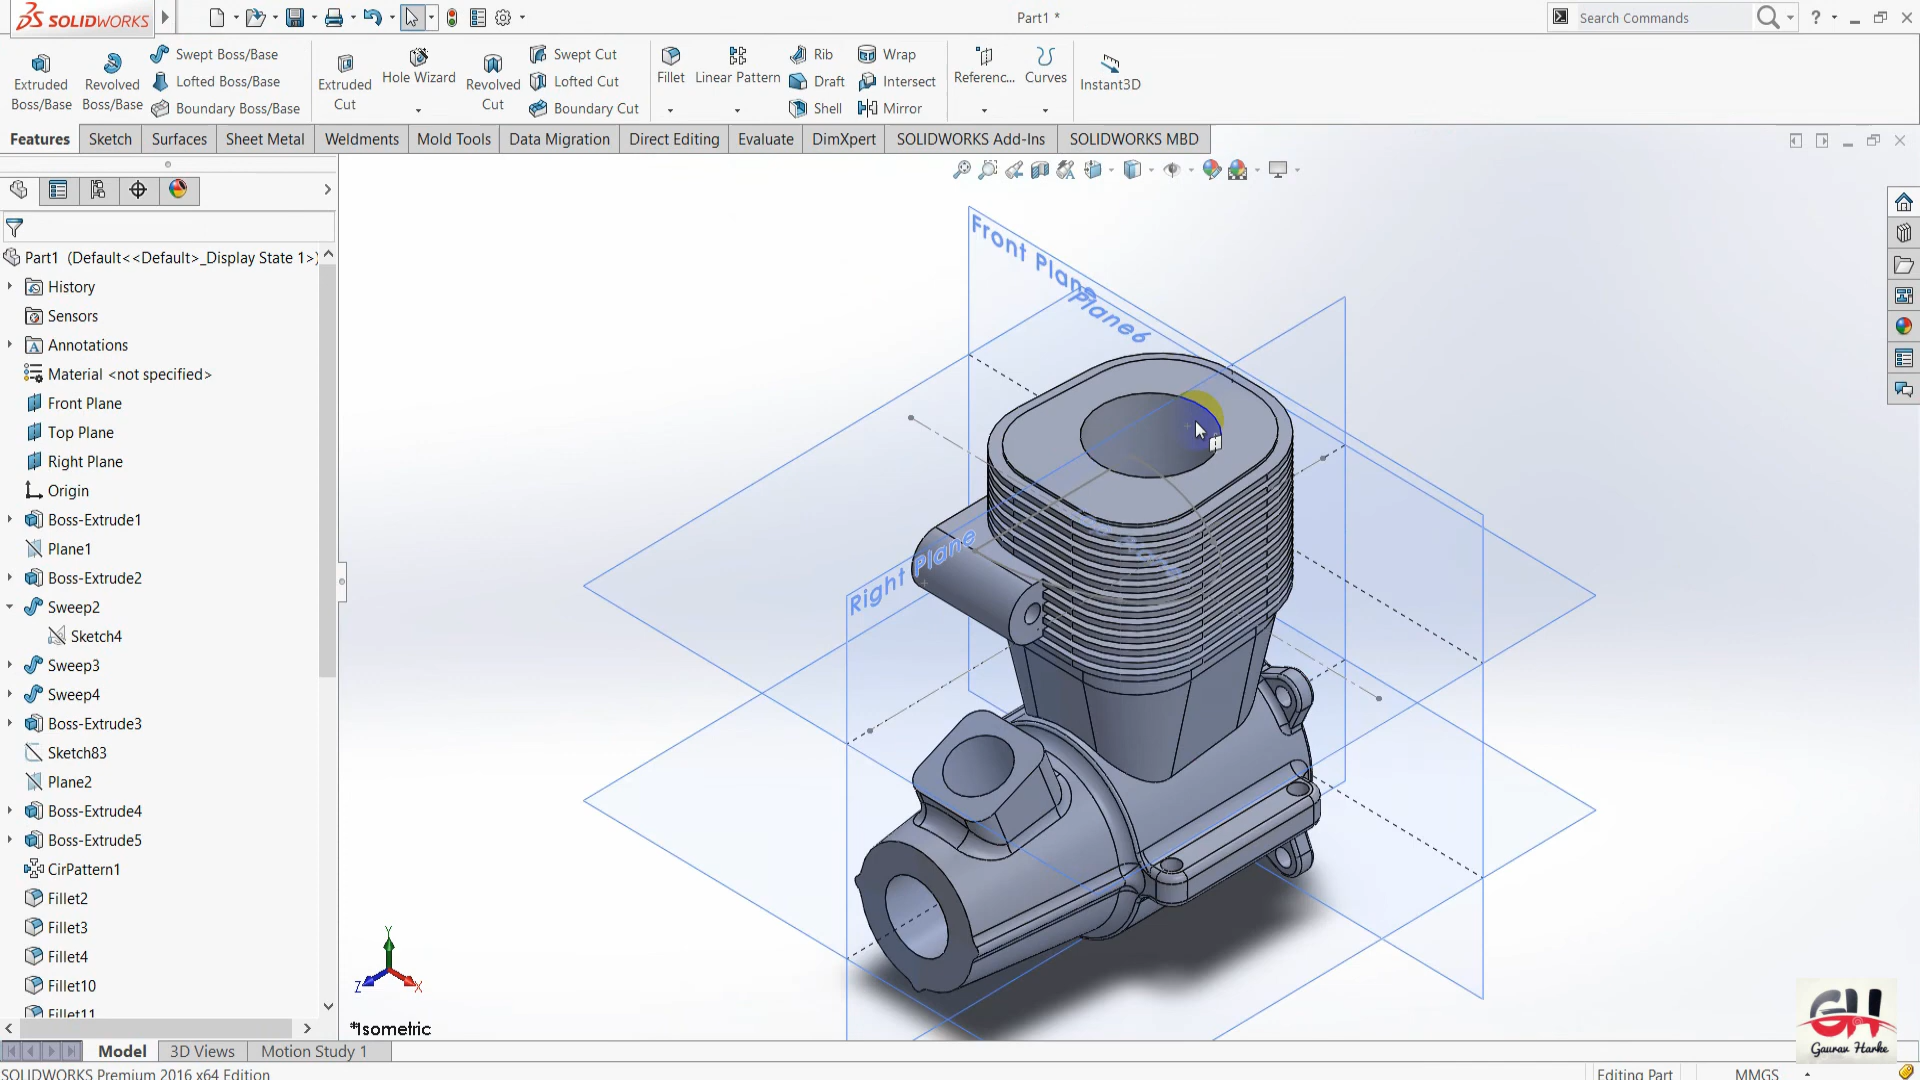 SOLIDWORKS
Part1 *
Search Commands
?
Extruded Boss/Base
Revolved Boss/Base
Swept Boss/Base
Lofted Boss/Base
Boundary Boss/Base
Extruded Cut
Hole Wizard
Revolved Cut
Swept Cut
Lofted Cut
Boundary Cut
Fillet
Linear Pattern
Rib
Draft
Shell
Wrap
Intersect
Mirror
Referenc...
Curves
Instant3D
Features
Sketch
Surfaces
Sheet Metal
Weldments
Mold Tools
Data Migration
Direct Editing
Evaluate
DimXpert
SOLIDWORKS Add-Ins
SOLIDWORKS MBD
Part1 (Default<<Default>_Display State 1>)
History
Sensors
Annotations
Material <not specified>
Front Plane
Top Plane
Right Plane
Origin
Boss-Extrude1
Plane1
Boss-Extrude2
Sweep2
Sketch4
Sweep3
Sweep4
Boss-Extrude3
Sketch83
Plane2
Boss-Extrude4
Boss-Extrude5
CirPattern1
Fillet2
Fillet3
Fillet4
Fillet10
Fillet11
Front Plane
Plane6
Right Plane
Y
Z
X
*Isometric
GH
Gaurav Harke
Model
3D Views
Motion Study 1
SOLIDWORKS Premium 2016 x64 Edition
Editing Part
MMGS